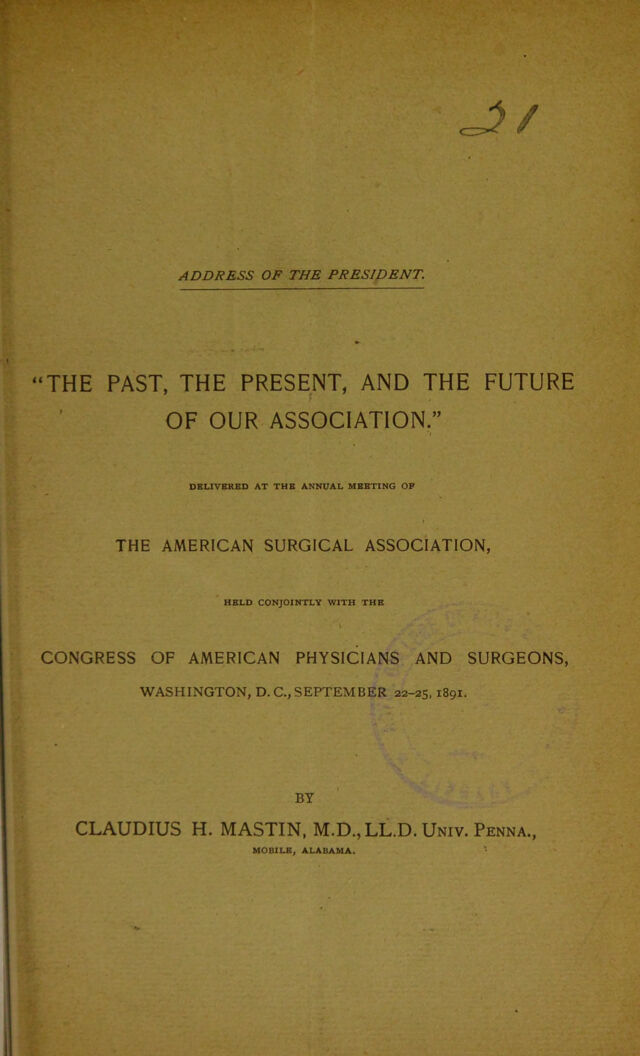 21
ADDRESS OF THE PRESIDENT.
“THE PAST, THE PRESENT, AND THE FUTURE
OF OUR ASSOCIATION.”
DELIVERED AT THE ANNUAL MEETING OF
THE AMERICAN SURGICAL ASSOCIATION,
HELD CONJOINTLY WITH THE
CONGRESS OF AMERICAN PHYSICIANS AND SURGEONS,
WASHINGTON, D. C., SEPTEMBER 22–25, 1891.
BY
CLAUDIUS H. MASTIN, M.D., LL.D. UNIV. PENNA.,
MOBILE, ALABAMA.